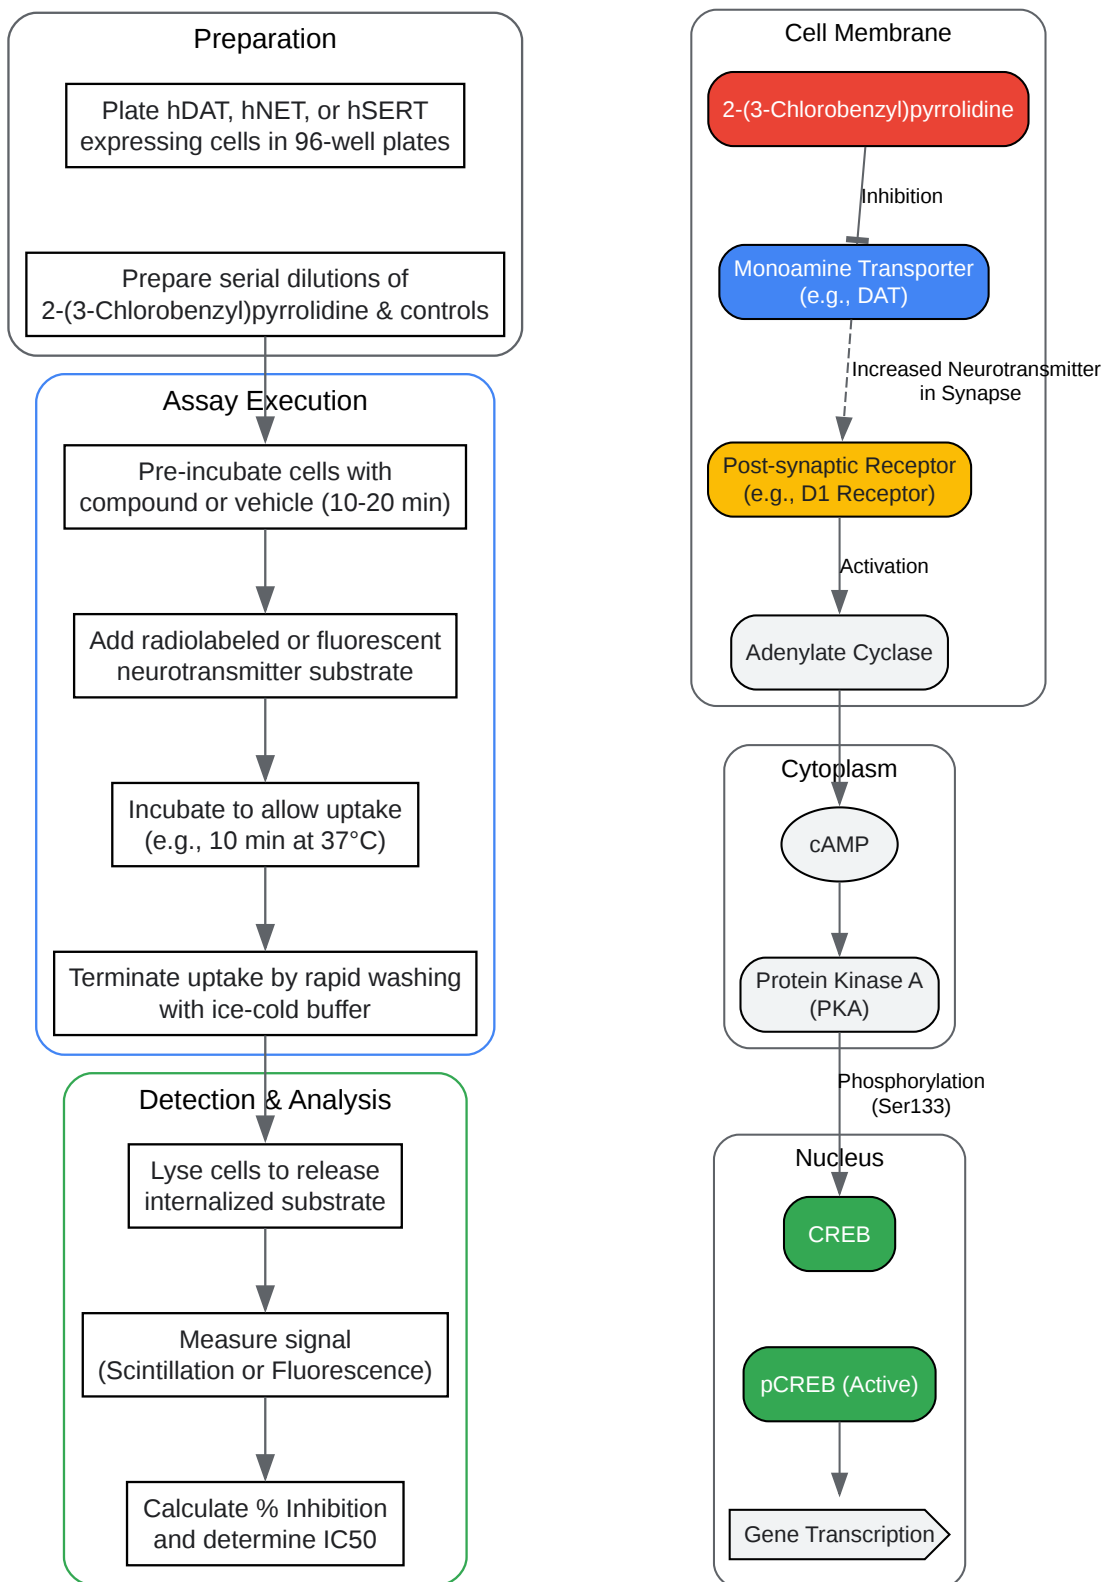 Preparation
Plate hDAT, hNET, or hSERT
expressing cells in 96-well plates
Prepare serial dilutions of
2-(3-Chlorobenzyl)pyrrolidine & controls
Assay Execution
Pre-incubate cells with
compound or vehicle (10-20 min)
Add radiolabeled or fluorescent
neurotransmitter substrate
Incubate to allow uptake
(e.g., 10 min at 37°C)
Terminate uptake by rapid washing
with ice-cold buffer
Detection & Analysis
Lyse cells to release
internalized substrate
Measure signal
(Scintillation or Fluorescence)
Calculate % Inhibition
and determine IC50
Cell Membrane
2-(3-Chlorobenzyl)pyrrolidine
Inhibition
Monoamine Transporter
(e.g., DAT)
Increased Neurotransmitter
in Synapse
Post-synaptic Receptor
(e.g., D1 Receptor)
Activation
Adenylate Cyclase
Cytoplasm
cAMP
Protein Kinase A
(PKA)
Phosphorylation
(Ser133)
Nucleus
CREB
pCREB (Active)
Gene Transcription